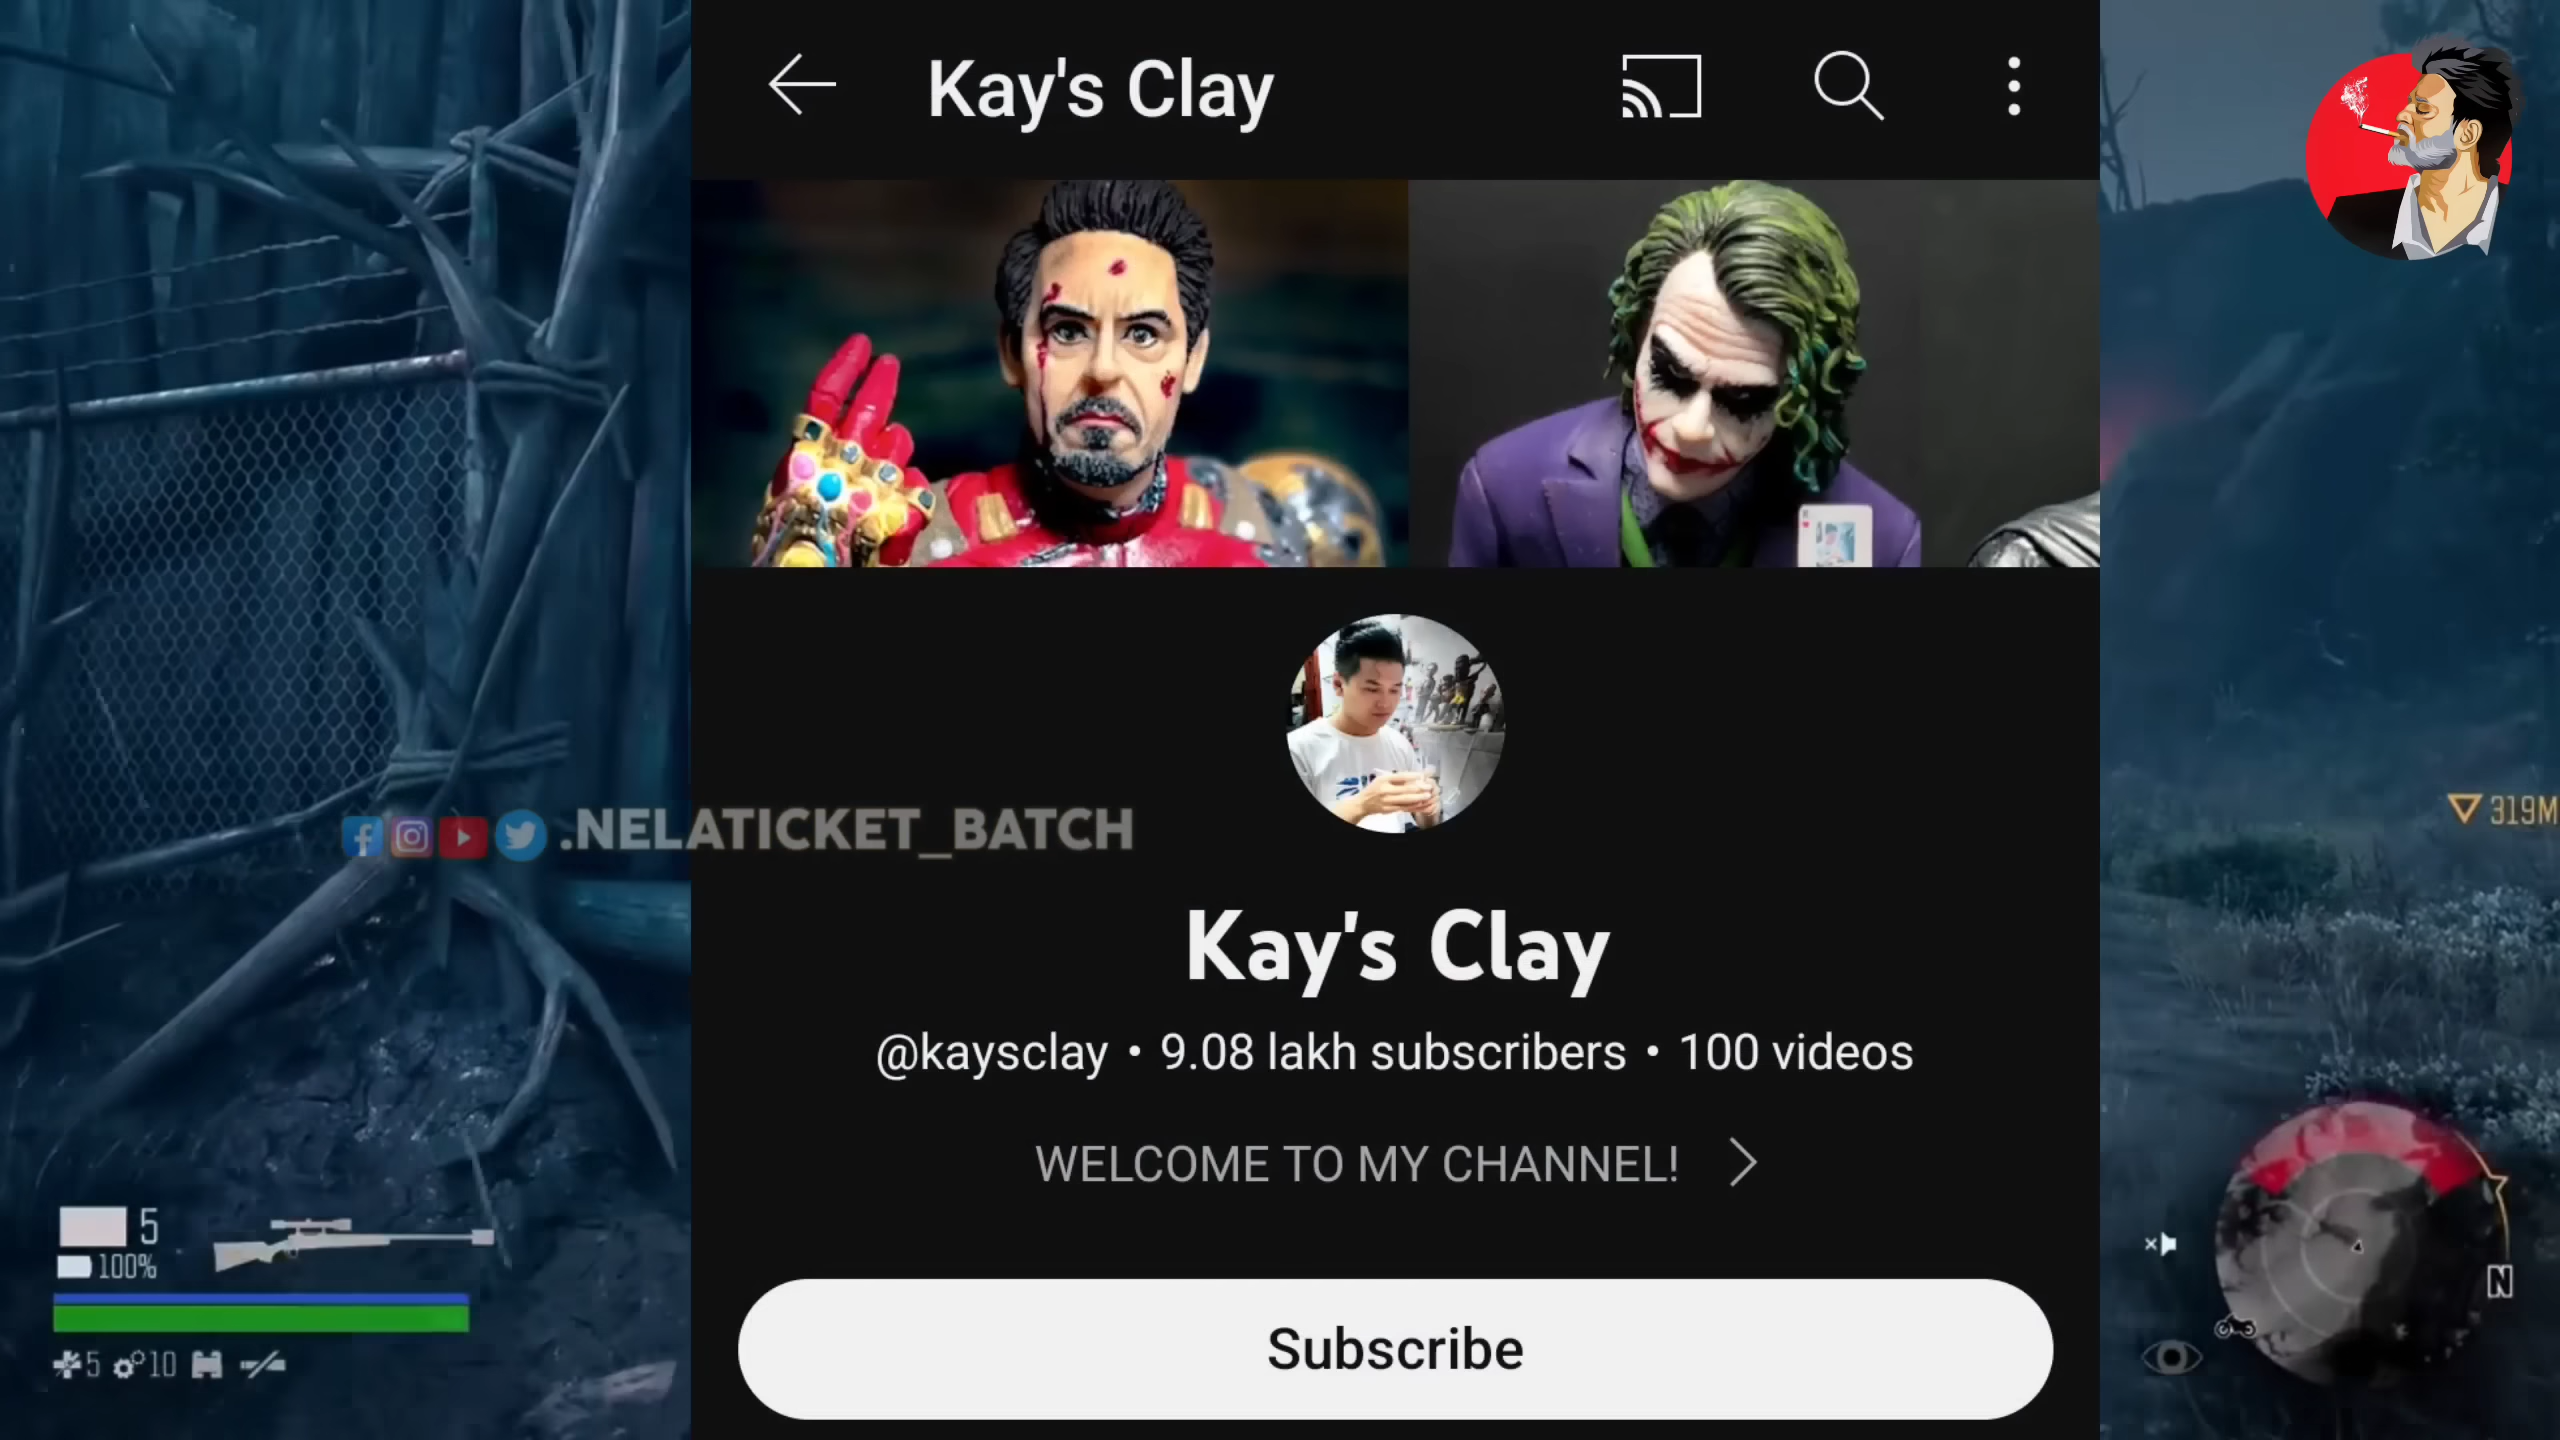 Kay's Clay
.NELATICKET_BATCH
Kay's Clay
@kaysclay • 9.08 lakh subscribers • 100 videos
WELCOME TO MY CHANNEL!
Subscribe
319M
5
100%
5 10
N